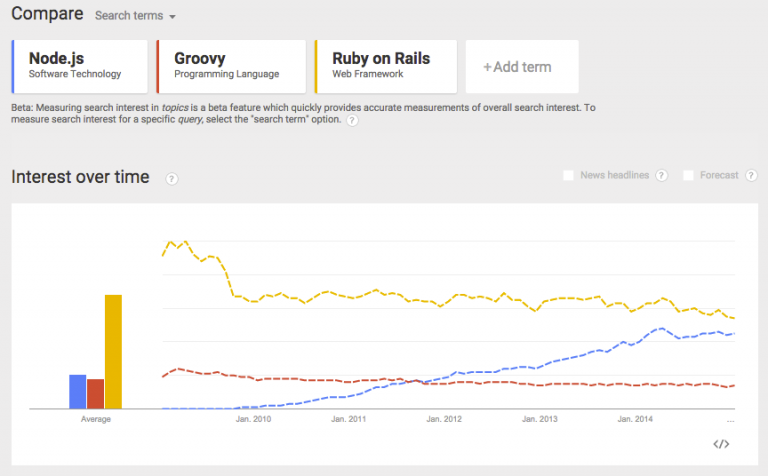 Compare Search terms
Node.js
Software Technology
Groovy
Programming Language
Ruby on Rails
Web Framework
+Add term
Beta: Measuring search interest in topics is a beta feature which quickly provides accurate measurements of overall search interest. To
measure search interest for a specific query, select the "search term" option. ?
Interest over time ?
News headlines ? Forecast ?
Average Jan. 2010 Jan. 2011 Jan. 2012 Jan. 2013 Jan. 2014 ...
</>